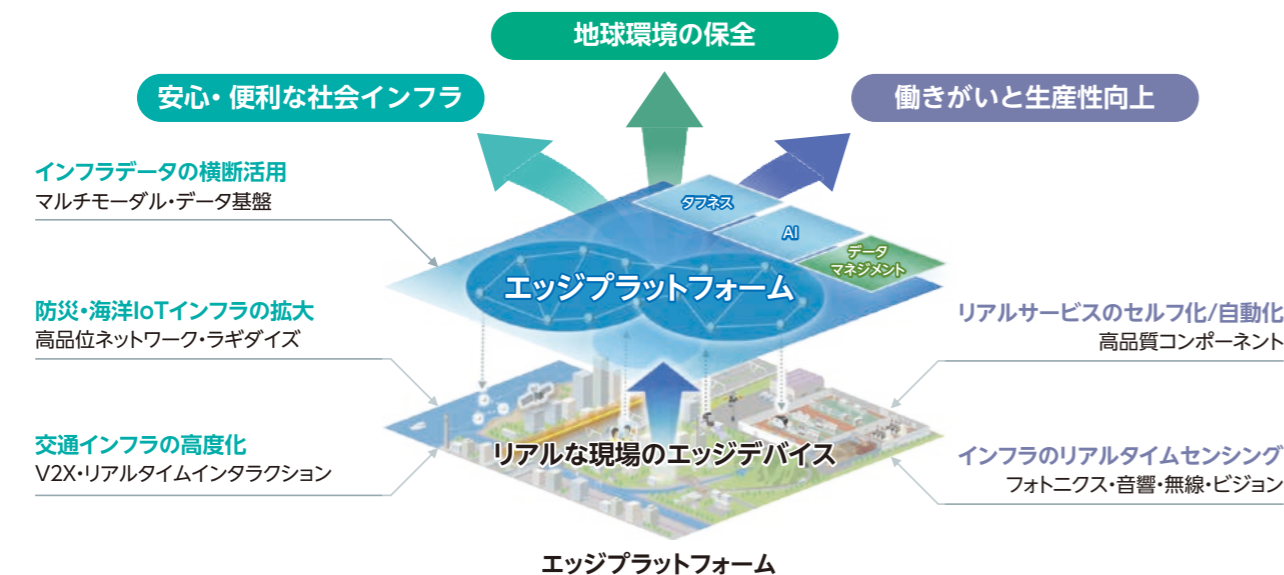 地球環境の保全
安心・便利な社会インフラ
働きがいと生産性向上
インフラデータの横断活用
マルチモーダル・データ基盤
タフネス
AI
データ
マネジメント
エッジプラットフォーム
防災・海洋IoTインフラの拡大
高品位ネットワーク・ラギダイズ
リアルサービスのセルフ化/自動化
高品質コンポーネント
交通インフラの高度化
V2X・リアルタイムインタラクション
リアルな現場のエッジデバイス
インフラのリアルタイムセンシング
フォトニクス・音響・無線・ビジョン
エッジプラットフォーム